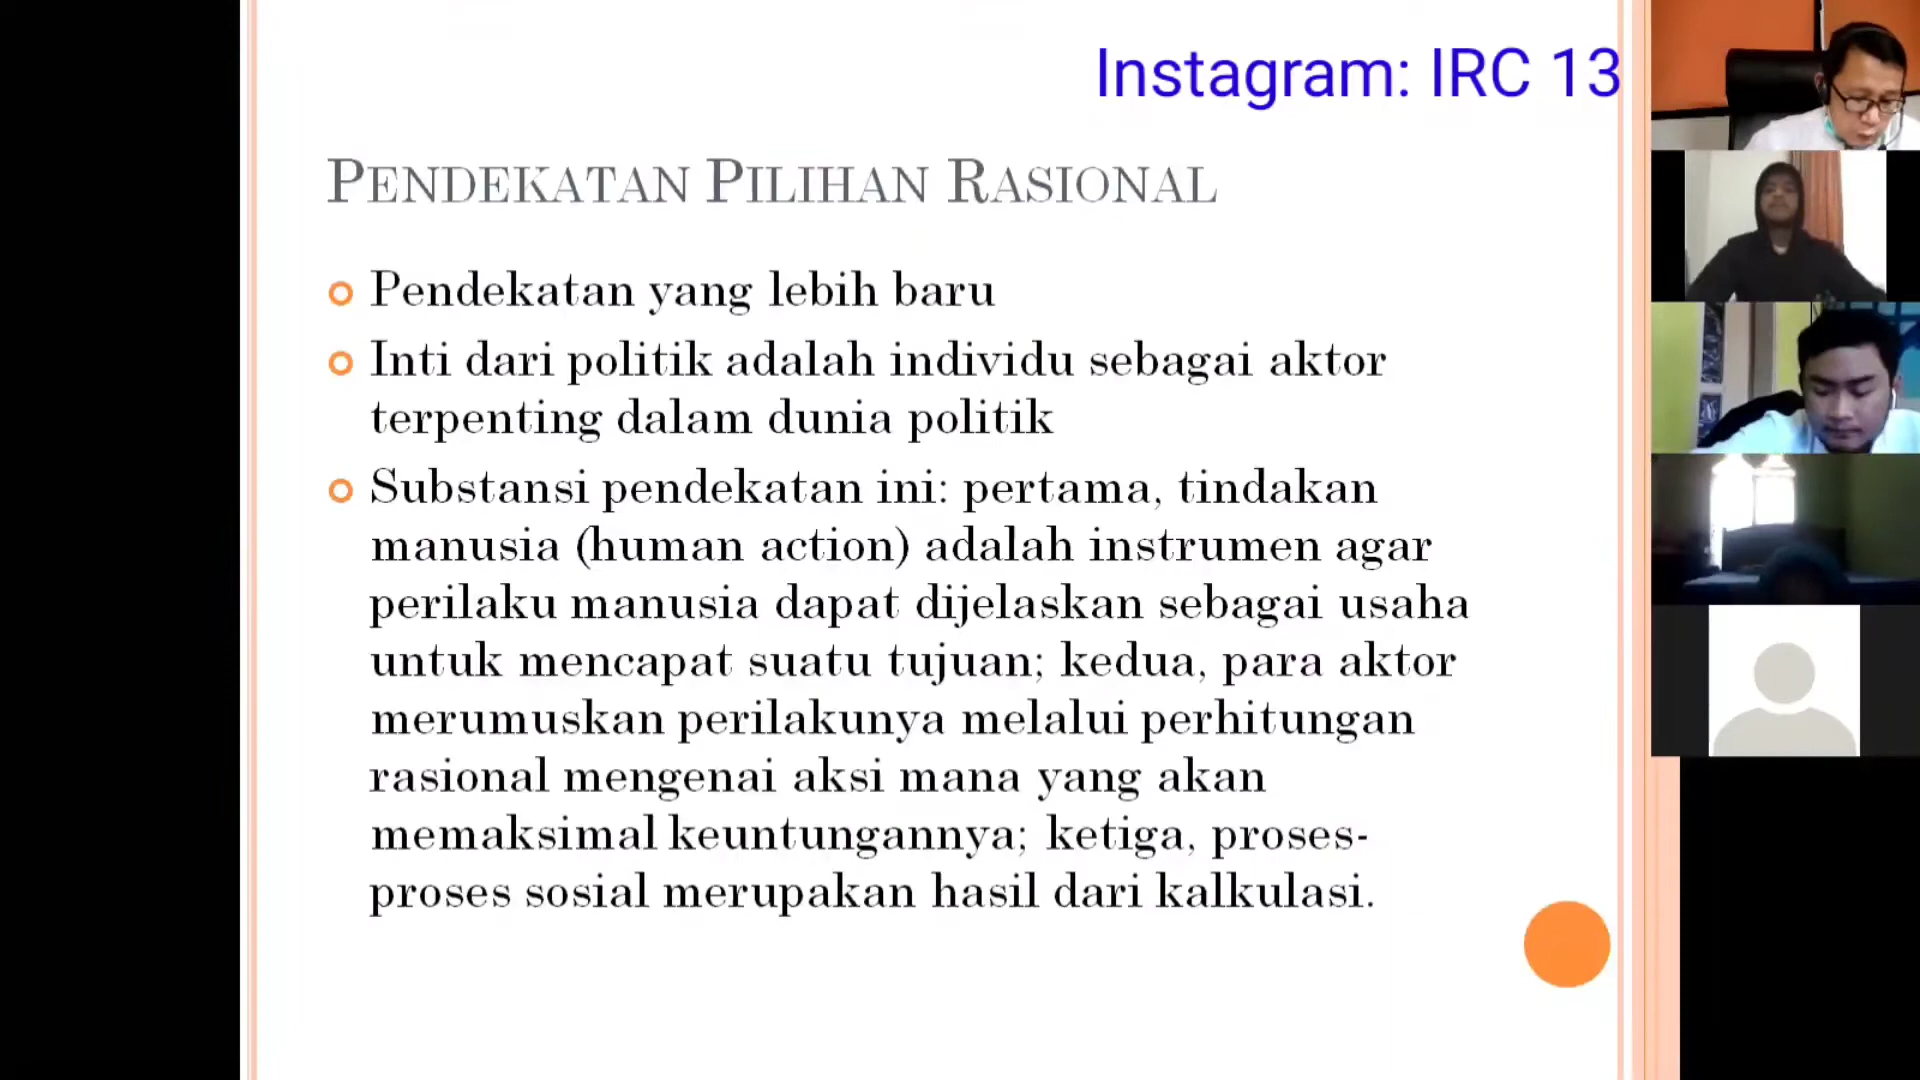 Instagram: IRC 13
PENDEKATAN PILIHAN RASIONAL
Pendekatan yang lebih baru
Inti dari politik adalah individu sebagai aktor
terpenting dalam dunia politik
Substansi pendekatan ini: pertama, tindakan
manusia (human action) adalah instrumen agar
perilaku manusia dapat dijelaskan sebagai usaha
untuk mencapat suatu tujuan; kedua, para aktor
merumuskan perilakunya melalui perhitungan
rasional mengenai aksi mana yang akan
memaksimal keuntungannya; ketiga, proses-
proses sosial merupakan hasil dari kalkulasi.